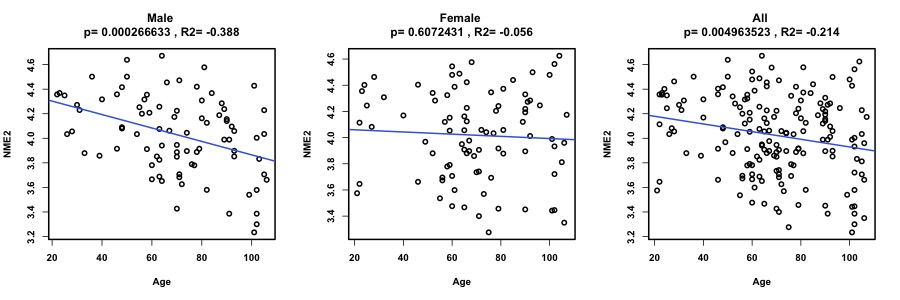 Male
p= 0.000266633 , R2= -0.388
NME2
4.6
4.4
4.2
4.0
3.8
3.6
3.4
3.2
20 40 60 80 100
Age
Female
p= 0.6072431 , R2= -0.056
NME2
4.6
4.4
4.2
4.0
3.8
3.6
3.4
20 40 60 80 100
Age
All
p= 0.004963523 , R2= -0.214
NME2
4.6
4.4
4.2
4.0
3.8
3.6
3.4
3.2
20 40 60 80 100
Age